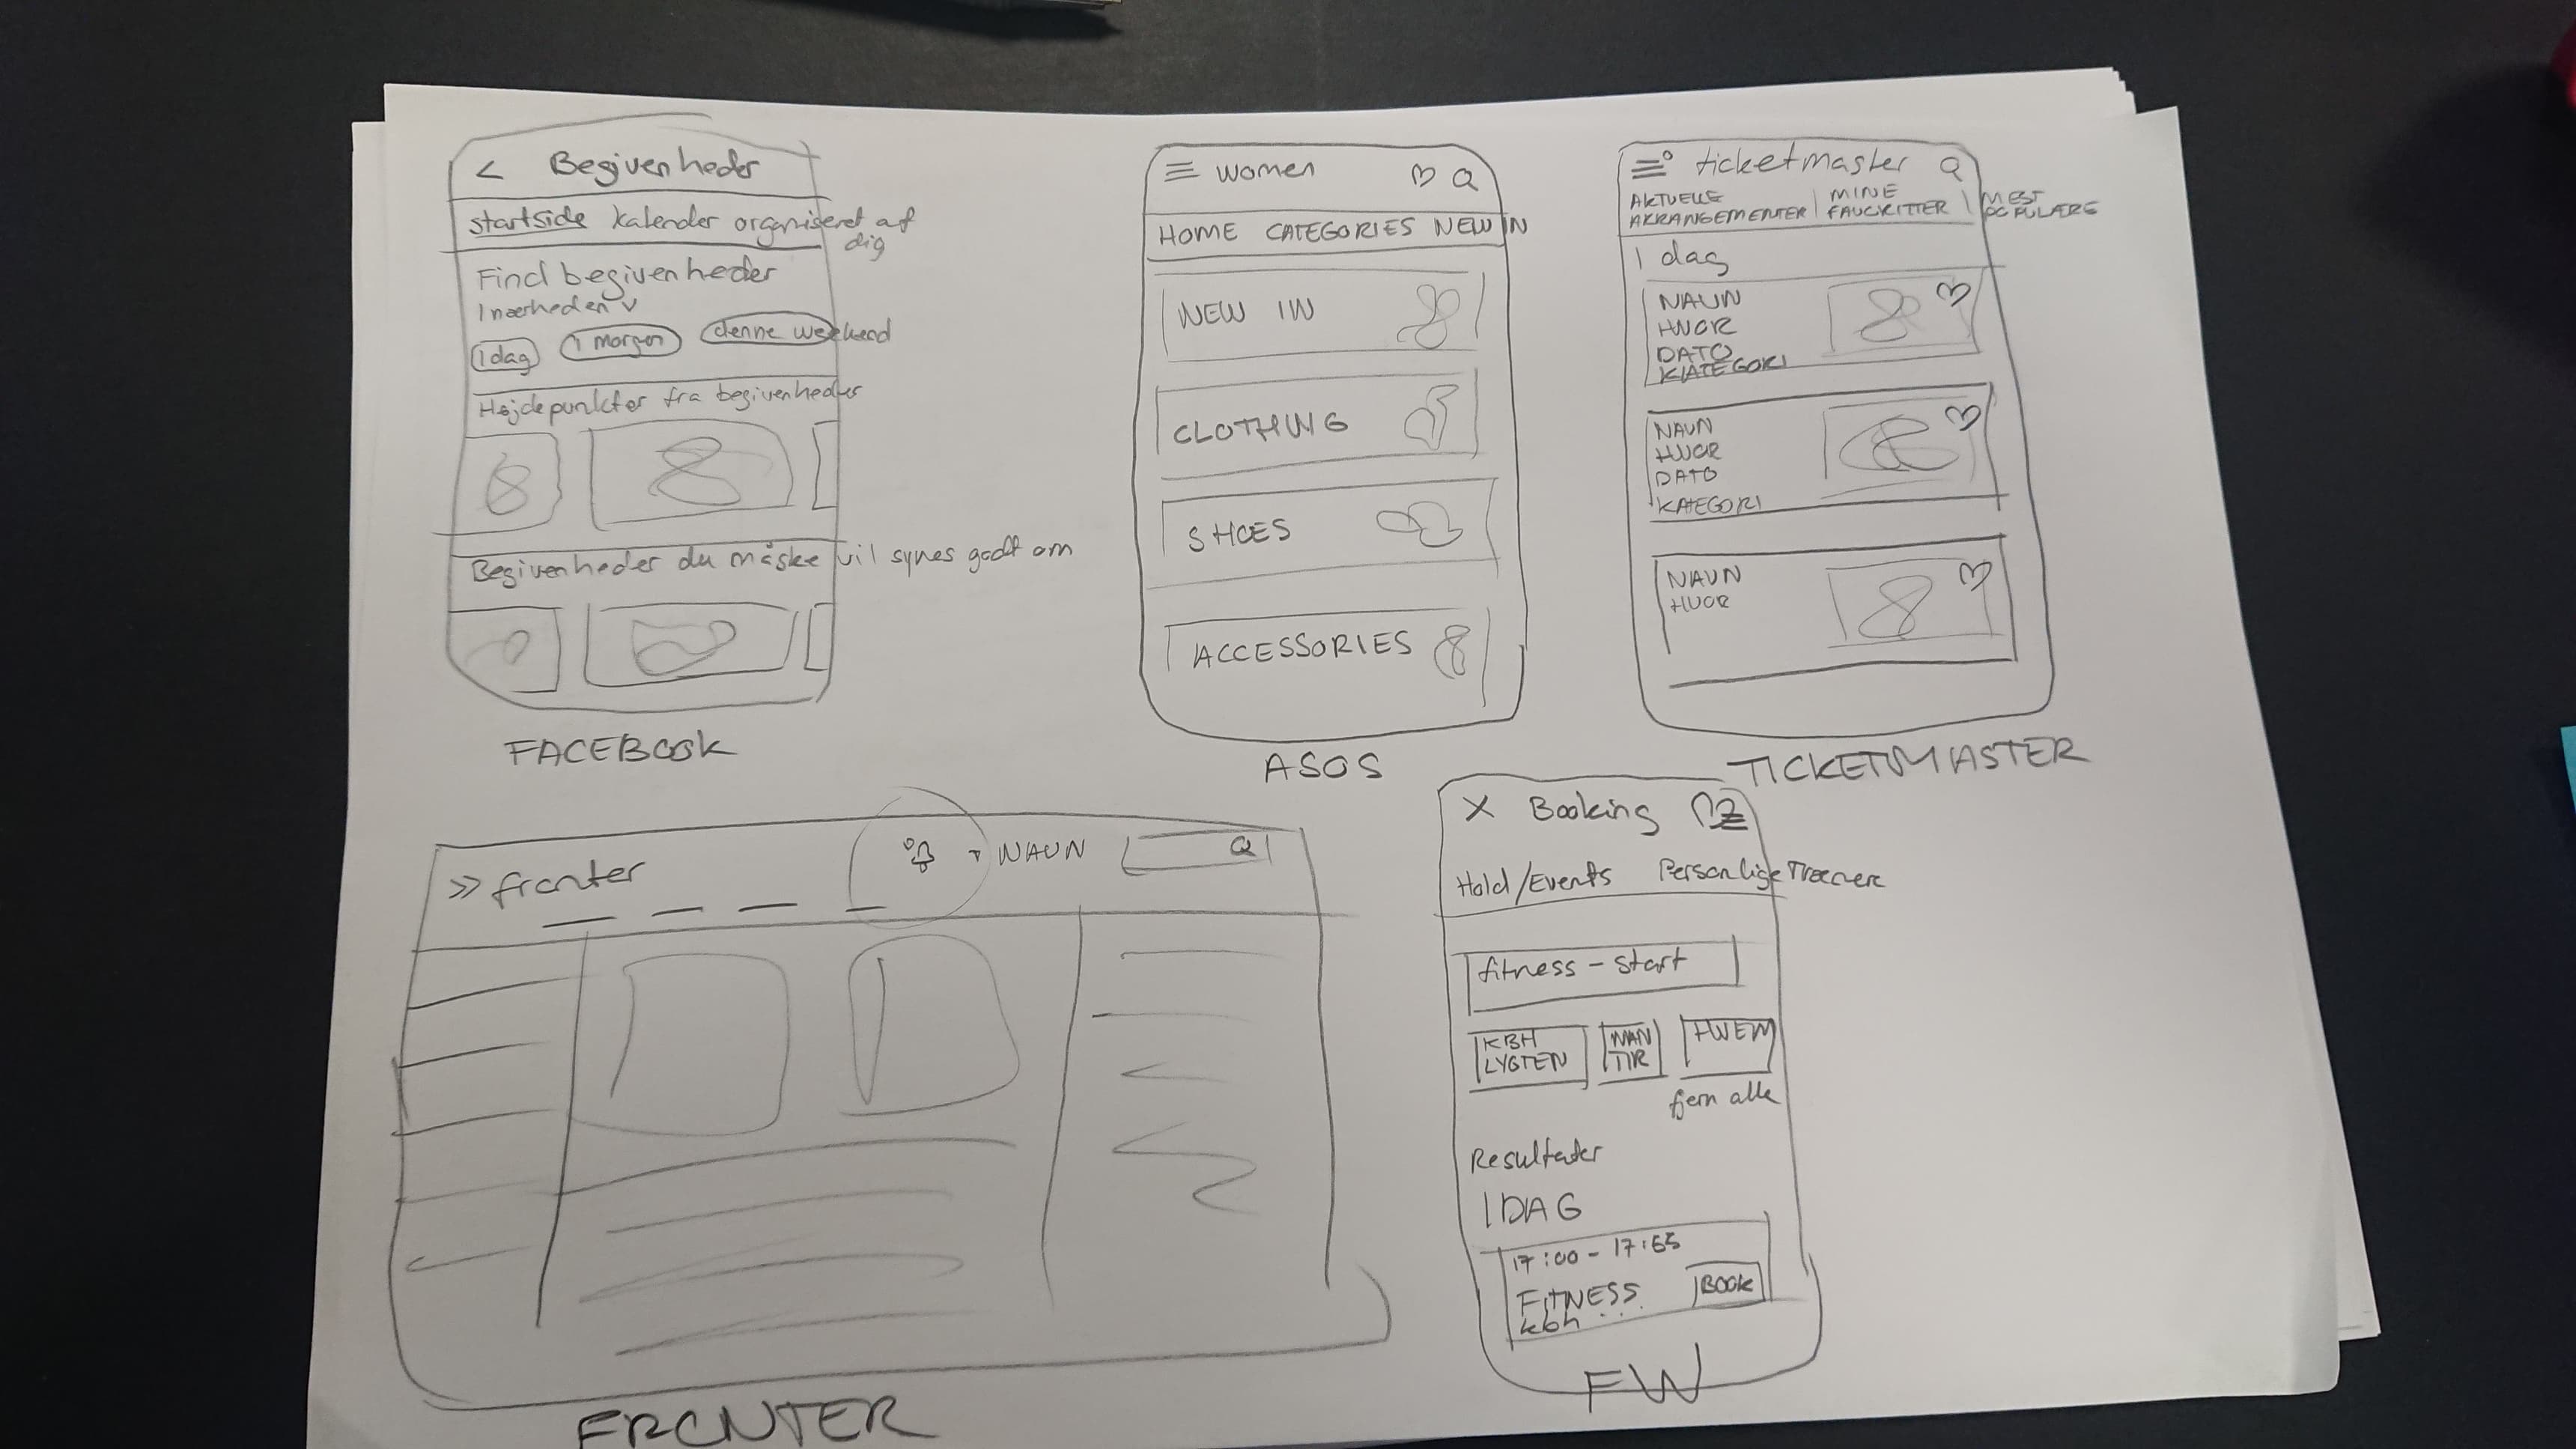 < Begivenheder
startside kalender organiseret af
dig
Find begivenheder
I nærheden v
I dag I morgen denne weekend
Højdepunkter fra begivenheder
Begivenheder du måske vil synes godt om
FACEBOOK
women
HOME CATEGORIES NEW IN
NEW IN
CLOTHING
SHOES
ACCESSORIES
ASOS
ticketmaster
AKTUELLE
ARRANGEMENTER | MINE
FAVORITTER | MEST
POPULÆRE
I dag
NAVN
HVOR
DATO
KATEGORI
NAVN
HVOR
DATO
KATEGORI
NAVN
HVOR
TICKETMASTER
>> fronter
NAVN
FRONTER
X Booking
Hold/Events Personlige Trænere
fitness - start
KBH
LYGTEN
MAN
TIR
HVEM
fjern alle
Resultater
I DAG
17:00 - 17:55
FITNESS
kbh ...
BOOK
FW